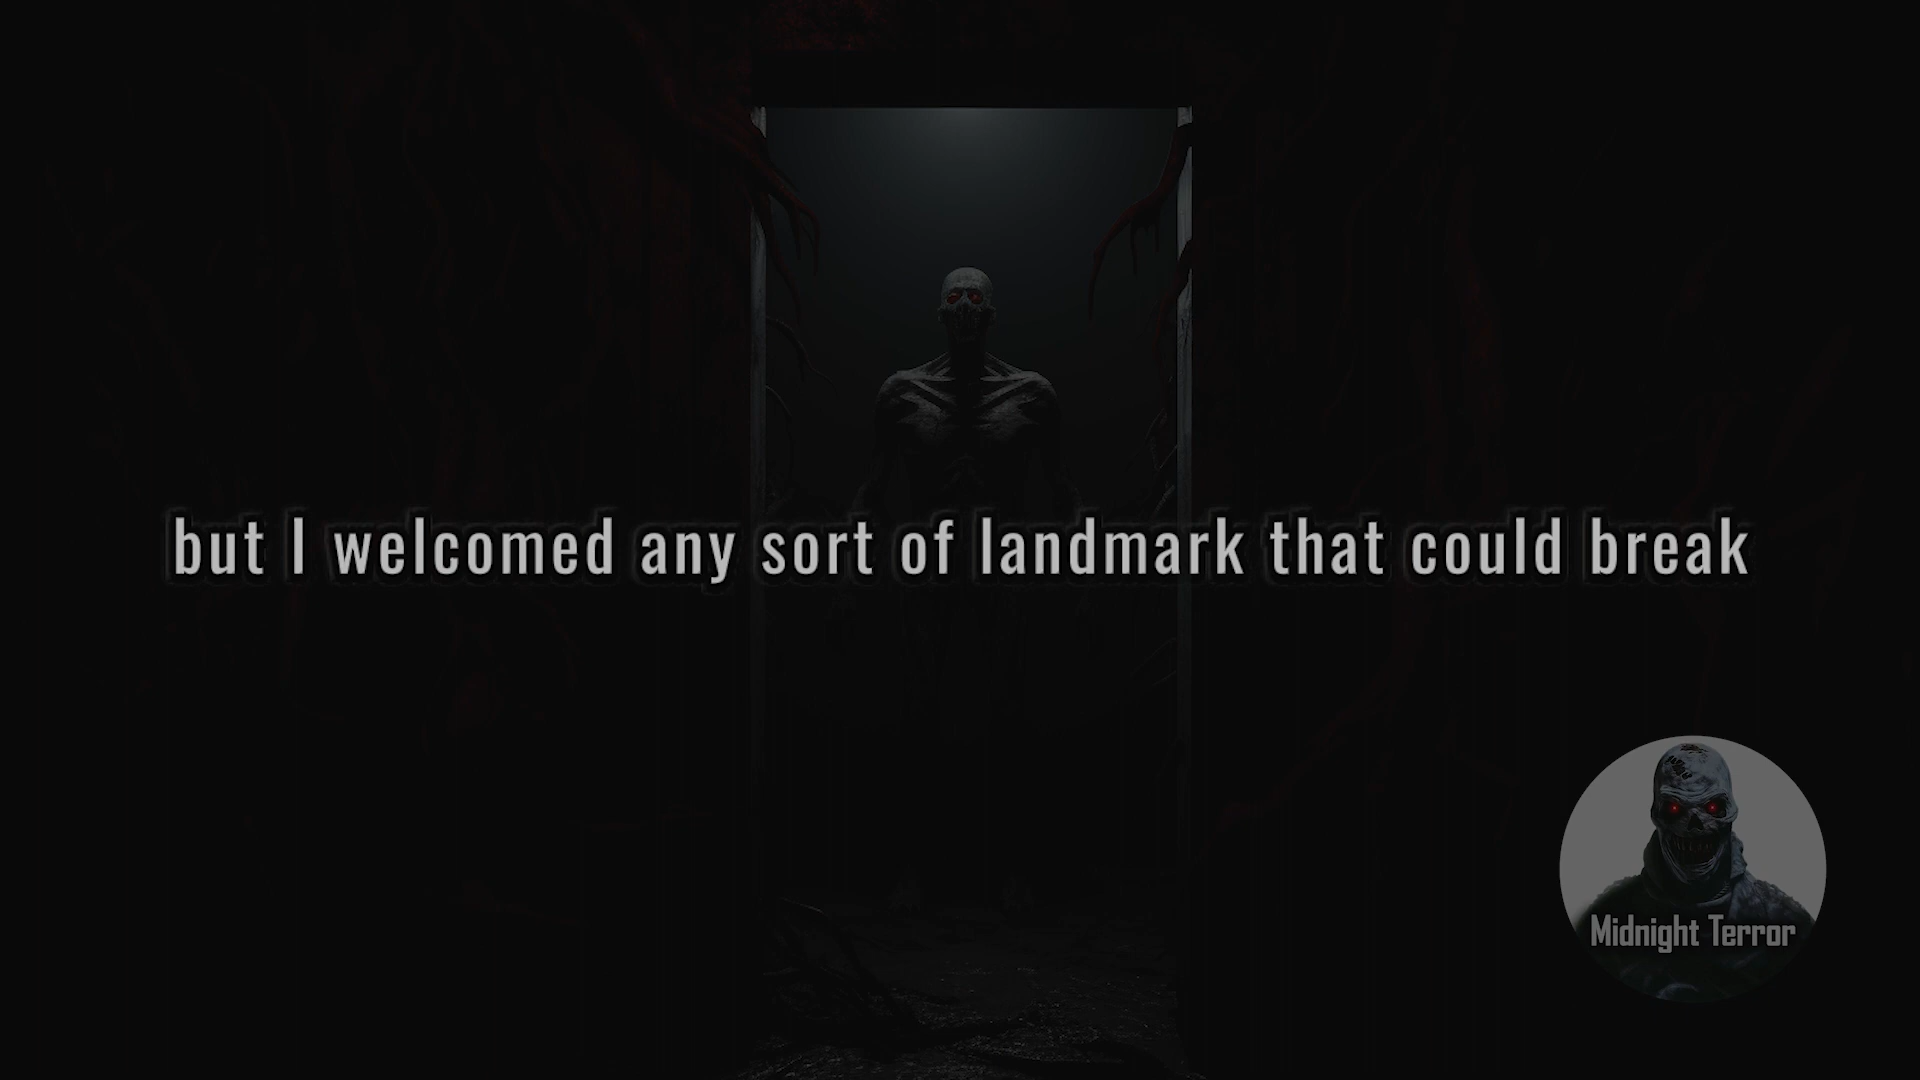 but I welcomed any sort of landmark that could break
Midnight Terror